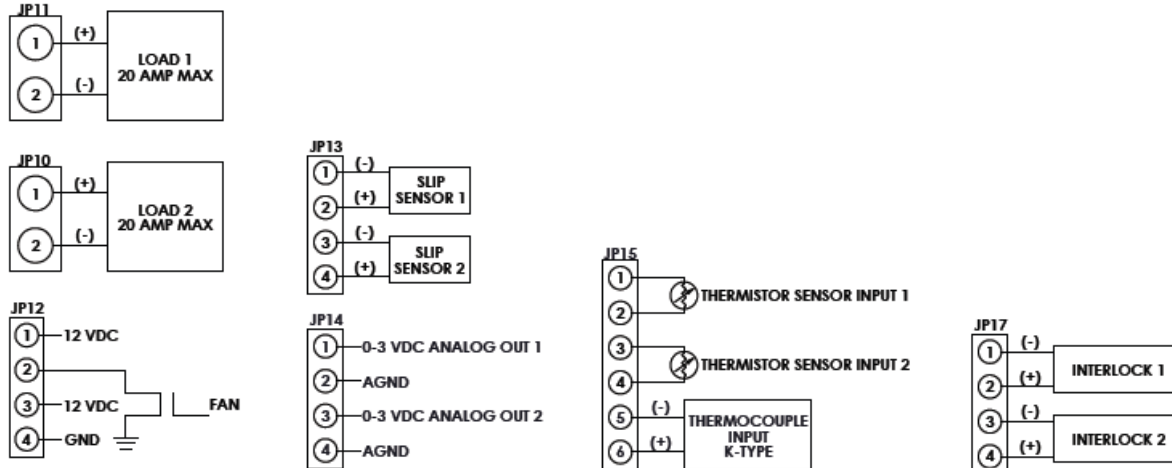 JP11
1 (+)
LOAD 1
20 AMP MAX
2 (-)
JP10
1 (+)
LOAD 2
20 AMP MAX
2 (-)
JP12
1 12 VDC
2
3 12 VDC
FAN
4 GND
JP13
1 (-)
2 (+)
SLIP
SENSOR 1
3 (-)
4 (+)
SLIP
SENSOR 2
JP14
1 0-3 VDC ANALOG OUT 1
2 AGND
3 0-3 VDC ANALOG OUT 2
4 AGND
JP15
1
2
THERMISTOR SENSOR INPUT 1
3
4
THERMISTOR SENSOR INPUT 2
5 (-)
6 (+)
THERMOCOUPLE
INPUT
K-TYPE
JP17
1 (-)
2 (+)
INTERLOCK 1
3 (-)
4 (+)
INTERLOCK 2